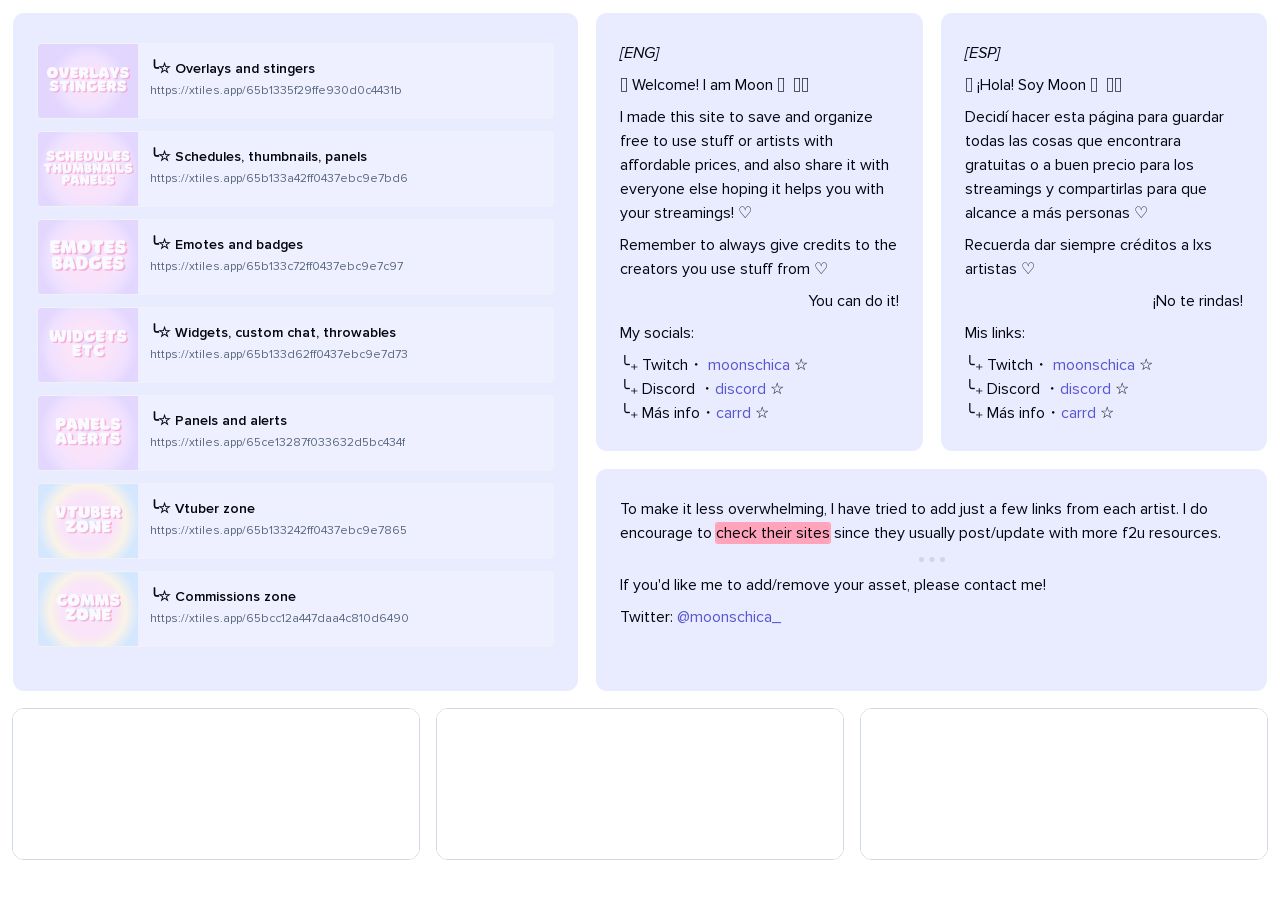 OVERLAYS
STINGERS
╰☆ Overlays and stingers
https://xtiles.app/65b1335f29ffe930d0c4431b
SCHEDULES
THUMBNAILS
PANELS
╰☆ Schedules, thumbnails, panels
https://xtiles.app/65b133a42ff0437ebc9e7bd6
EMOTES
BADGES
╰☆ Emotes and badges
https://xtiles.app/65b133c72ff0437ebc9e7c97
WIDGETS
ETC
╰☆ Widgets, custom chat, throwables
https://xtiles.app/65b133d62ff0437ebc9e7d73
PANELS
ALERTS
╰☆ Panels and alerts
https://xtiles.app/65ce13287f033632d5bc434f
VTUBER
ZONE
╰☆ Vtuber zone
https://xtiles.app/65b133242ff0437ebc9e7865
COMMS
ZONE
╰☆ Commissions zone
https://xtiles.app/65bcc12a447daa4c810d6490
[ENG]
Welcome! I am Moon
I made this site to save and organize
free to use stuff or artists with
affordable prices, and also share it with
everyone else hoping it helps you with
your streamings! ♡
Remember to always give credits to the
creators you use stuff from ♡
You can do it!
My socials:
╰₊ Twitch・ moonschica ☆
╰₊ Discord ・discord ☆
╰₊ Más info・carrd ☆
[ESP]
¡Hola! Soy Moon
Decidí hacer esta página para guardar
todas las cosas que encontrara
gratuitas o a buen precio para los
streamings y compartirlas para que
alcance a más personas ♡
Recuerda dar siempre créditos a lxs
artistas ♡
¡No te rindas!
Mis links:
╰₊ Twitch・ moonschica ☆
╰₊ Discord ・discord ☆
╰₊ Más info・carrd ☆
To make it less overwhelming, I have tried to add just a few links from each artist. I do
encourage to check their sites since they usually post/update with more f2u resources.
If you'd like me to add/remove your asset, please contact me!
Twitter: @moonschica_